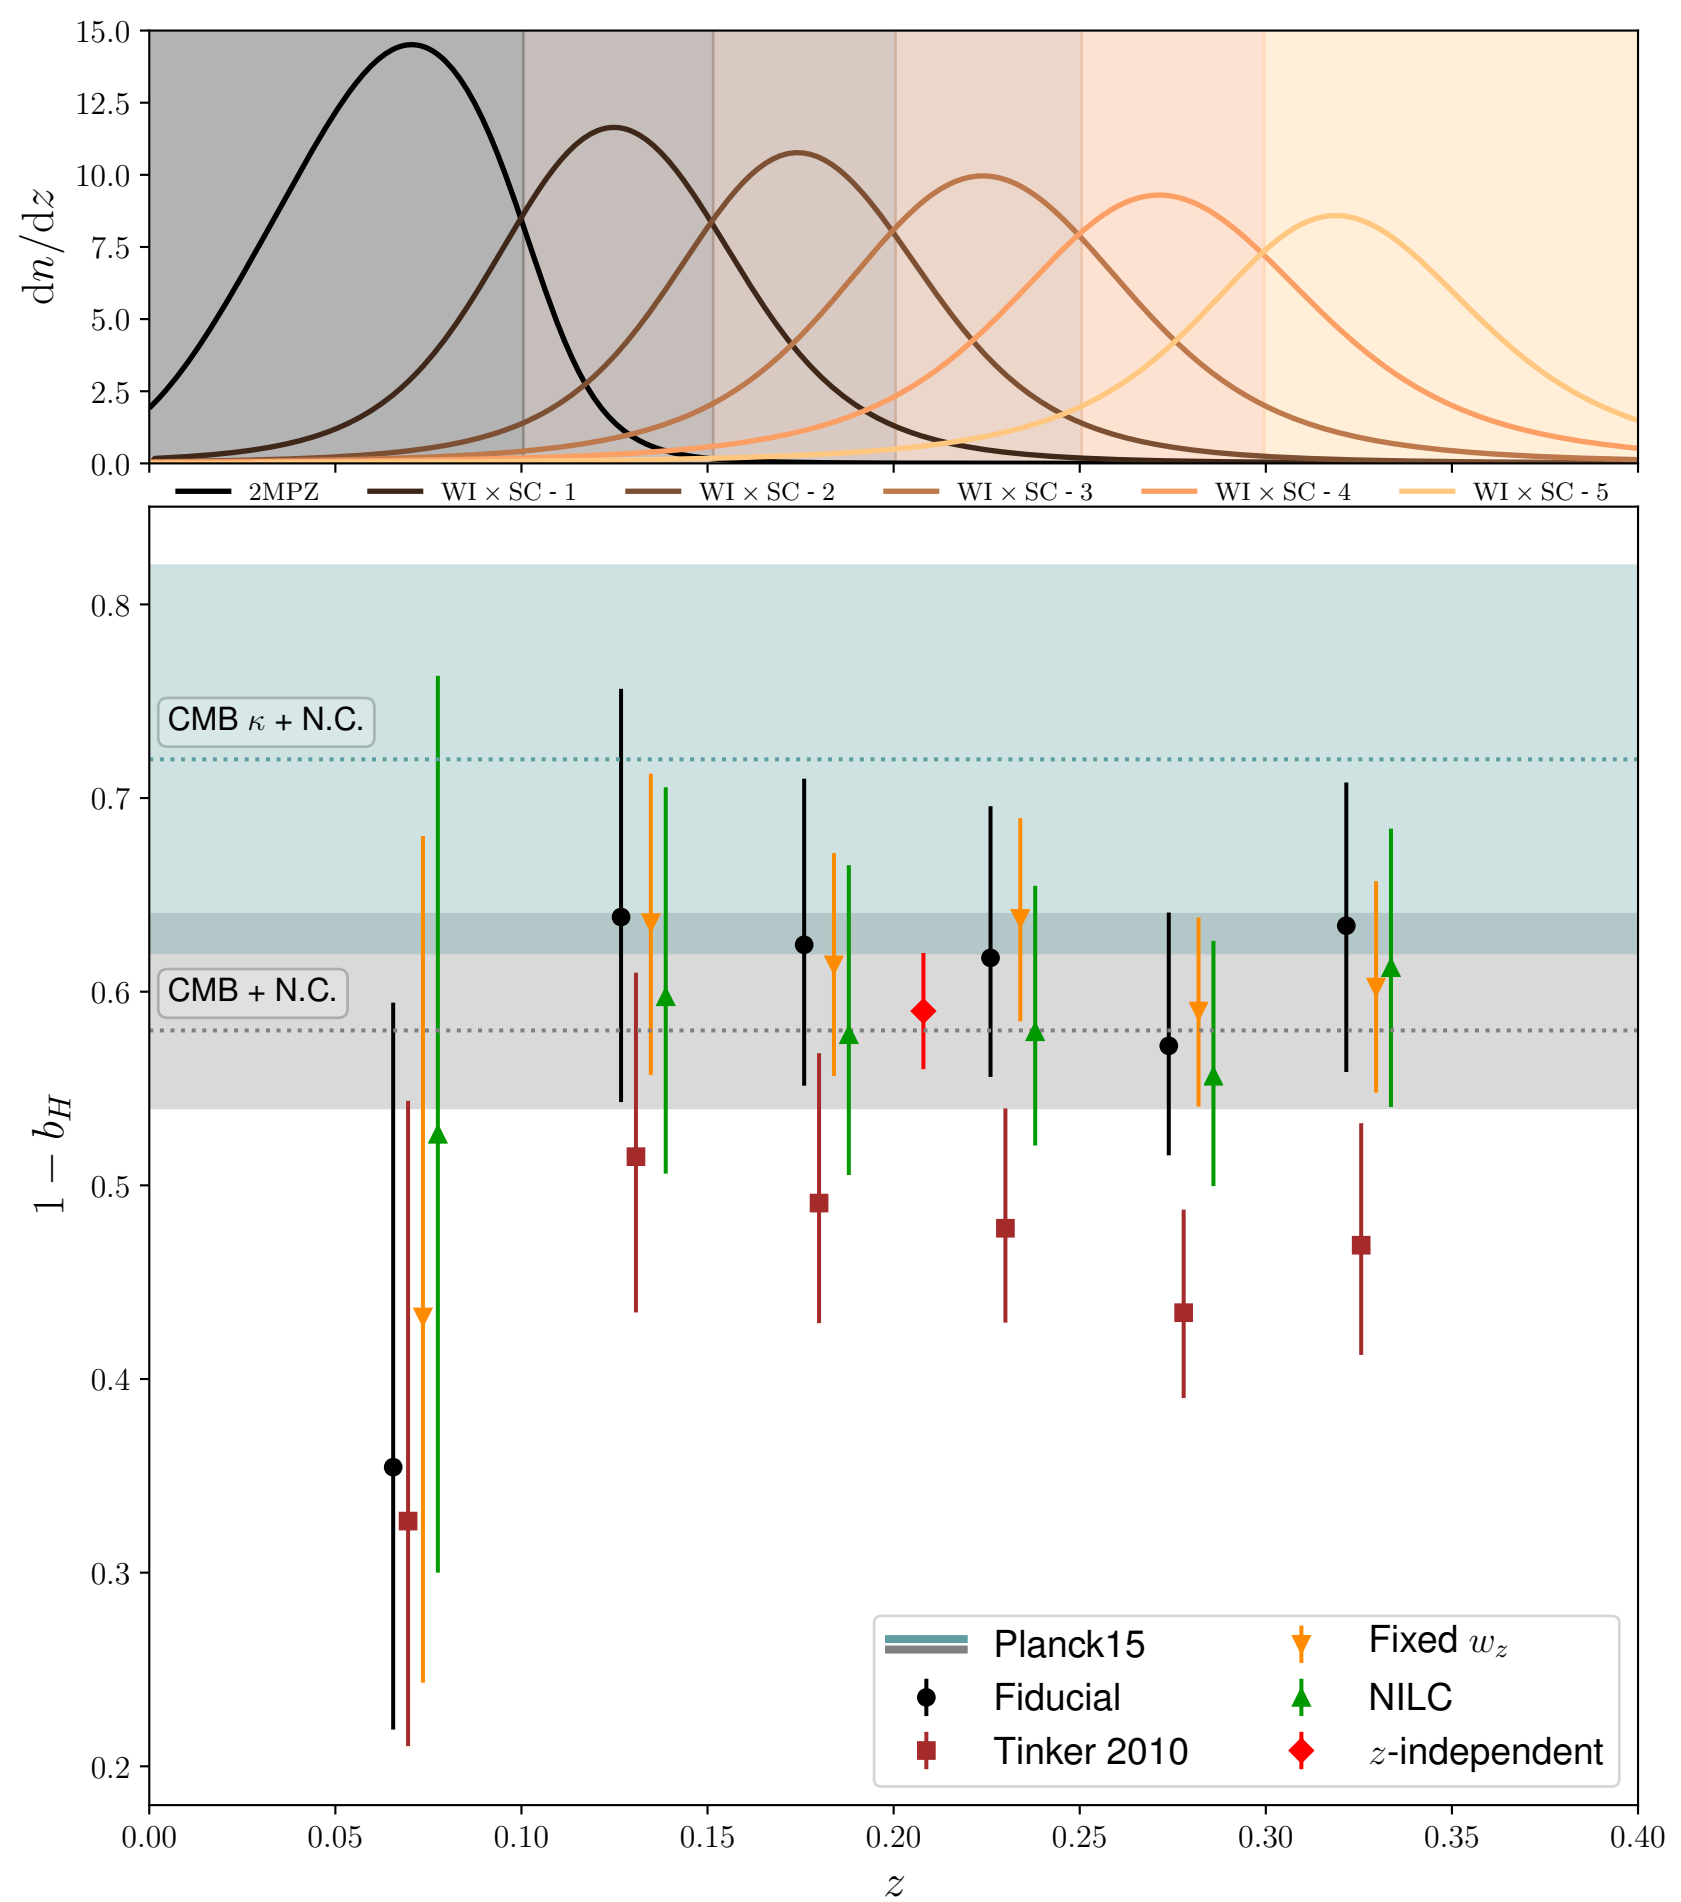 15.0
12.5
10.0
7.5
5.0
2.5
0.0
dn/dz
2MPZ WI × SC - 1 WI × SC - 2 WI × SC - 3 WI × SC - 4 WI × SC - 5
0.8
0.7
0.6
0.5
0.4
0.3
0.2
1 − b_H
CMB κ + N.C.
CMB + N.C.
Planck15 Fixed w_z
Fiducial NILC
Tinker 2010 z-independent
0.00 0.05 0.10 0.15 0.20 0.25 0.30 0.35 0.40
z